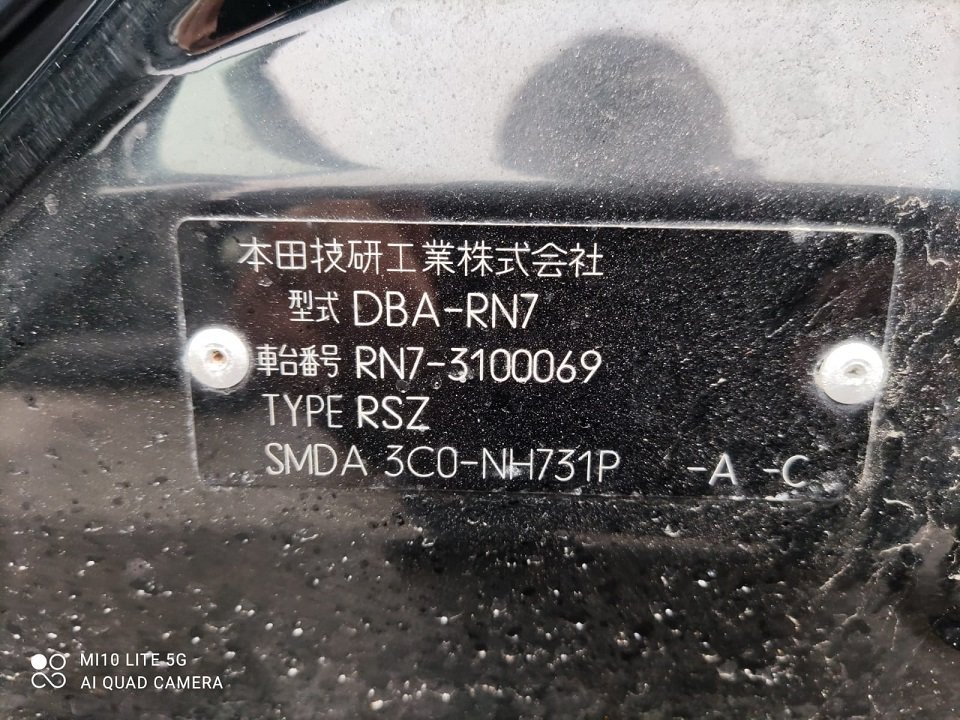 本田技研工業株式会社
型式 DBA-RN7
車台番号 RN7-3100069
TYPE RSZ
SMDA 3C0-NH731P -A -C
MI10 LITE 5G
AI QUAD CAMERA